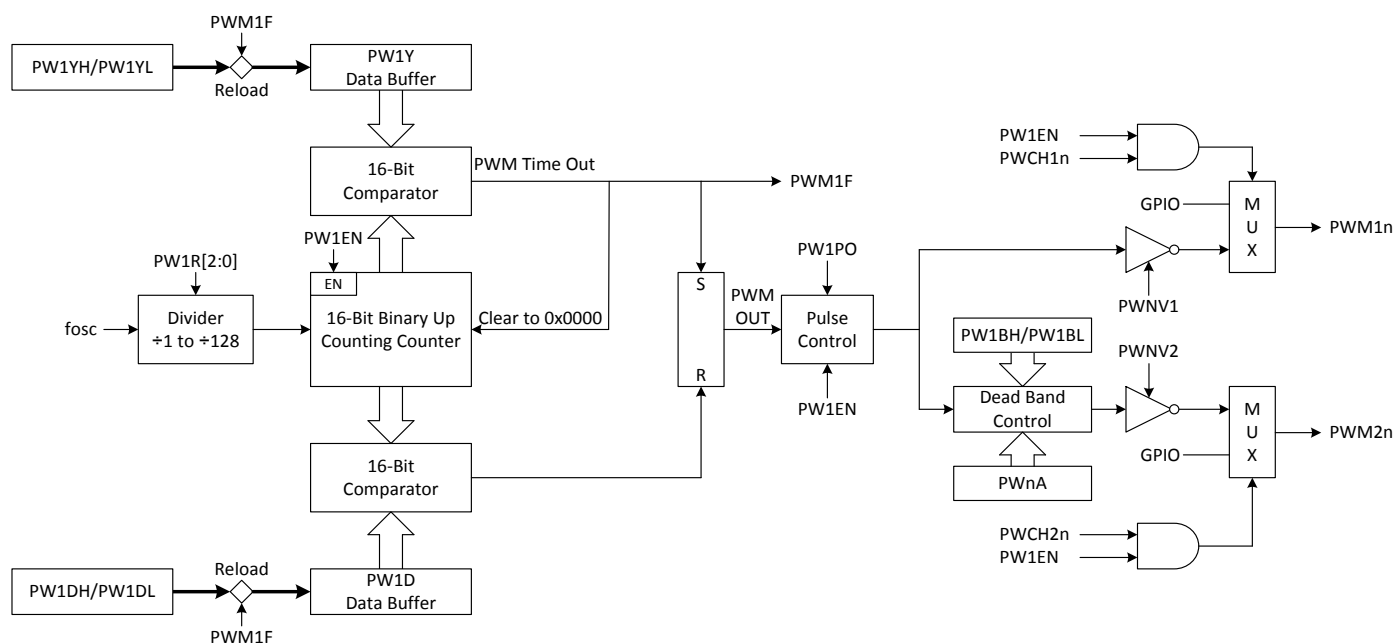 PWM1F
PW1YH/PW1YL
Reload
PW1Y
Data Buffer
16-Bit
Comparator
PWM Time Out
PWM1F
PW1EN
EN
PW1R[2:0]
fosc
Divider
÷1 to ÷128
16-Bit Binary Up
Counting Counter
Clear to 0x0000
S
R
PWM
OUT
PW1PO
Pulse
Control
PW1EN
16-Bit
Comparator
PW1DH/PW1DL
Reload
PWM1F
PW1D
Data Buffer
PW1EN
PWCH1n
GPIO
M
U
X
PWM1n
PWNV1
PW1BH/PW1BL
PWNV2
Dead Band
Control
PWnA
M
U
X
GPIO
PWM2n
PWCH2n
PW1EN